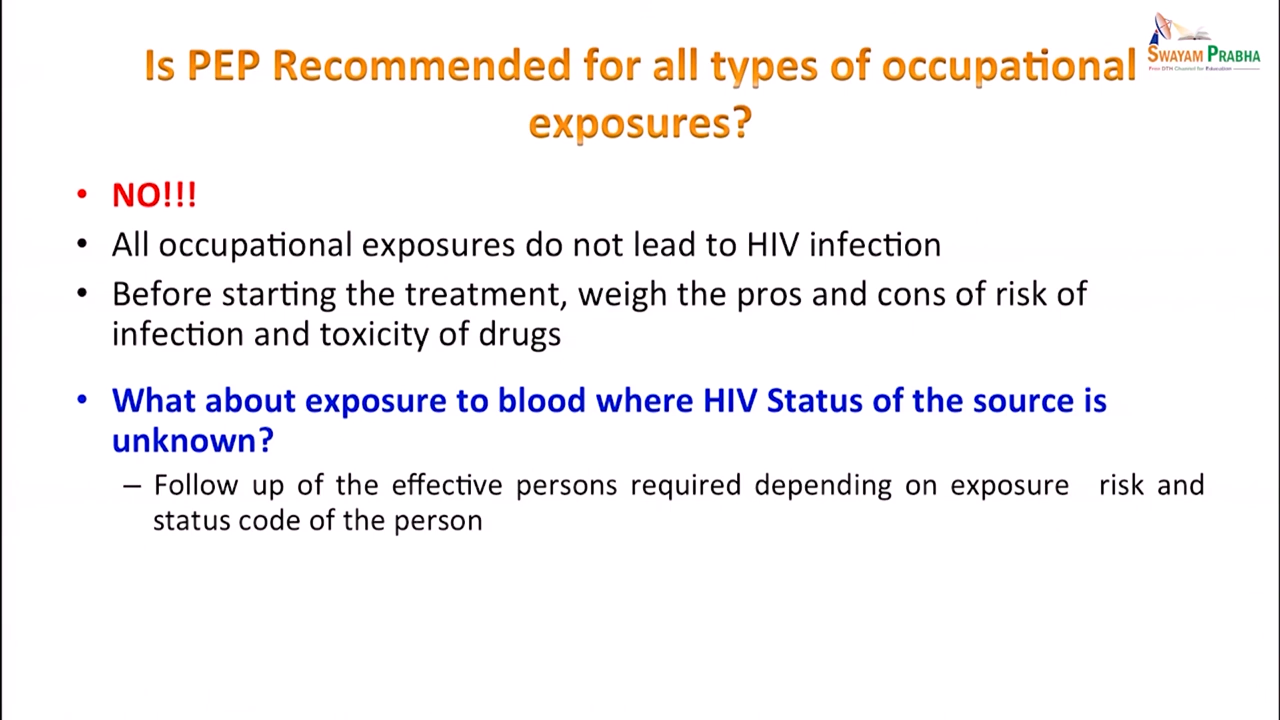 SWAYAM PRABHA
Is PEP Recommended for all types of occupational
exposures?
• NO!!!
• All occupational exposures do not lead to HIV infection
• Before starting the treatment, weigh the pros and cons of risk of
infection and toxicity of drugs
• What about exposure to blood where HIV Status of the source is
unknown?
– Follow up of the effective persons required depending on exposure risk and
status code of the person